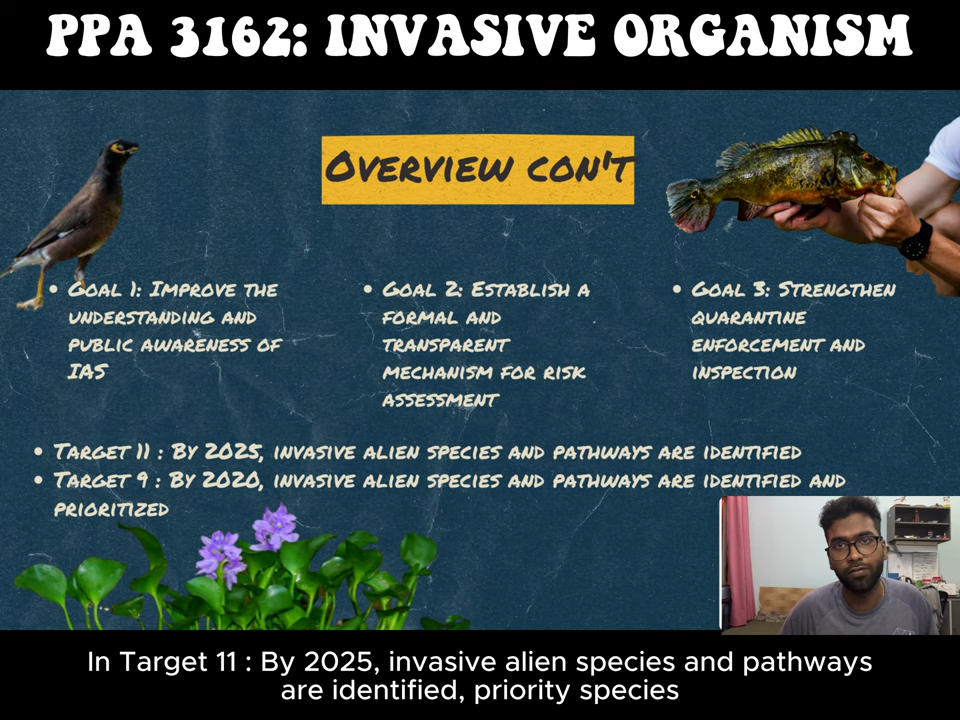 PPA 3162: INVASIVE ORGANISM
OVERVIEW CON'T
• GOAL 1: IMPROVE THE
UNDERSTANDING AND
PUBLIC AWARENESS OF
IAS
• GOAL 2: ESTABLISH A
FORMAL AND
TRANSPARENT
MECHANISM FOR RISK
ASSESSMENT
• GOAL 3: STRENGTHEN
QUARANTINE
ENFORCEMENT AND
INSPECTION
• TARGET 11 : BY 2025, INVASIVE ALIEN SPECIES AND PATHWAYS ARE IDENTIFIED
• TARGET 9 : BY 2020, INVASIVE ALIEN SPECIES AND PATHWAYS ARE IDENTIFIED AND
PRIORITIZED
In Target 11 : By 2025, invasive alien species and pathways
are identified, priority species